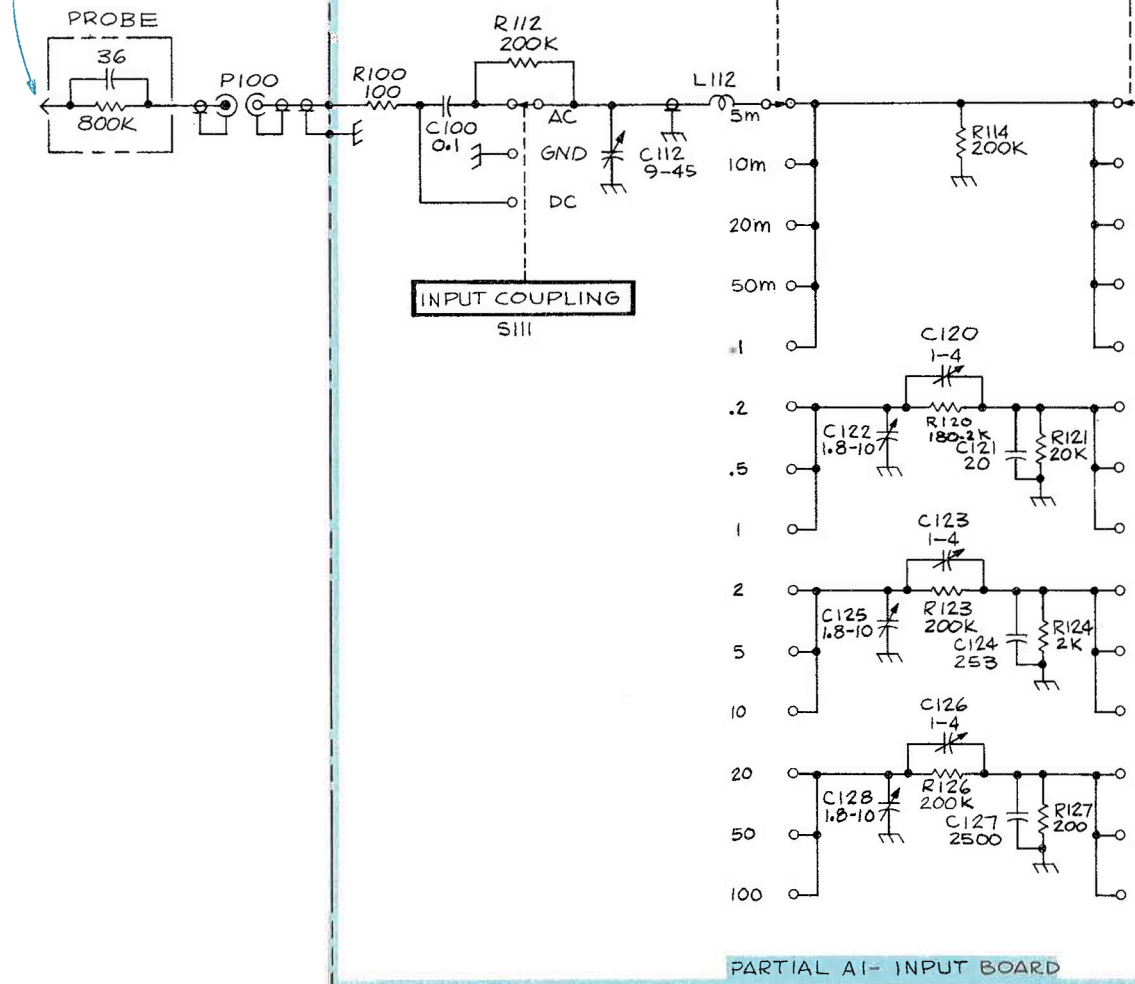 PROBE
36
800K
P100
R100
100
C100
0.1
R112
200K
AC
GND
DC
C112
9-45
L112
INPUT COUPLING
S111
5m
10m
20m
50m
.1
R114
200K
.2
.5
1
C120
1-4
C122
1.8-10
R120
180.2K
C121
20
R121
20K
2
5
10
C123
1-4
C125
1.8-10
R123
200K
C124
253
R124
2K
20
50
100
C126
1-4
C128
1.8-10
R126
200K
C127
2500
R127
200
PARTIAL A1- INPUT BOARD